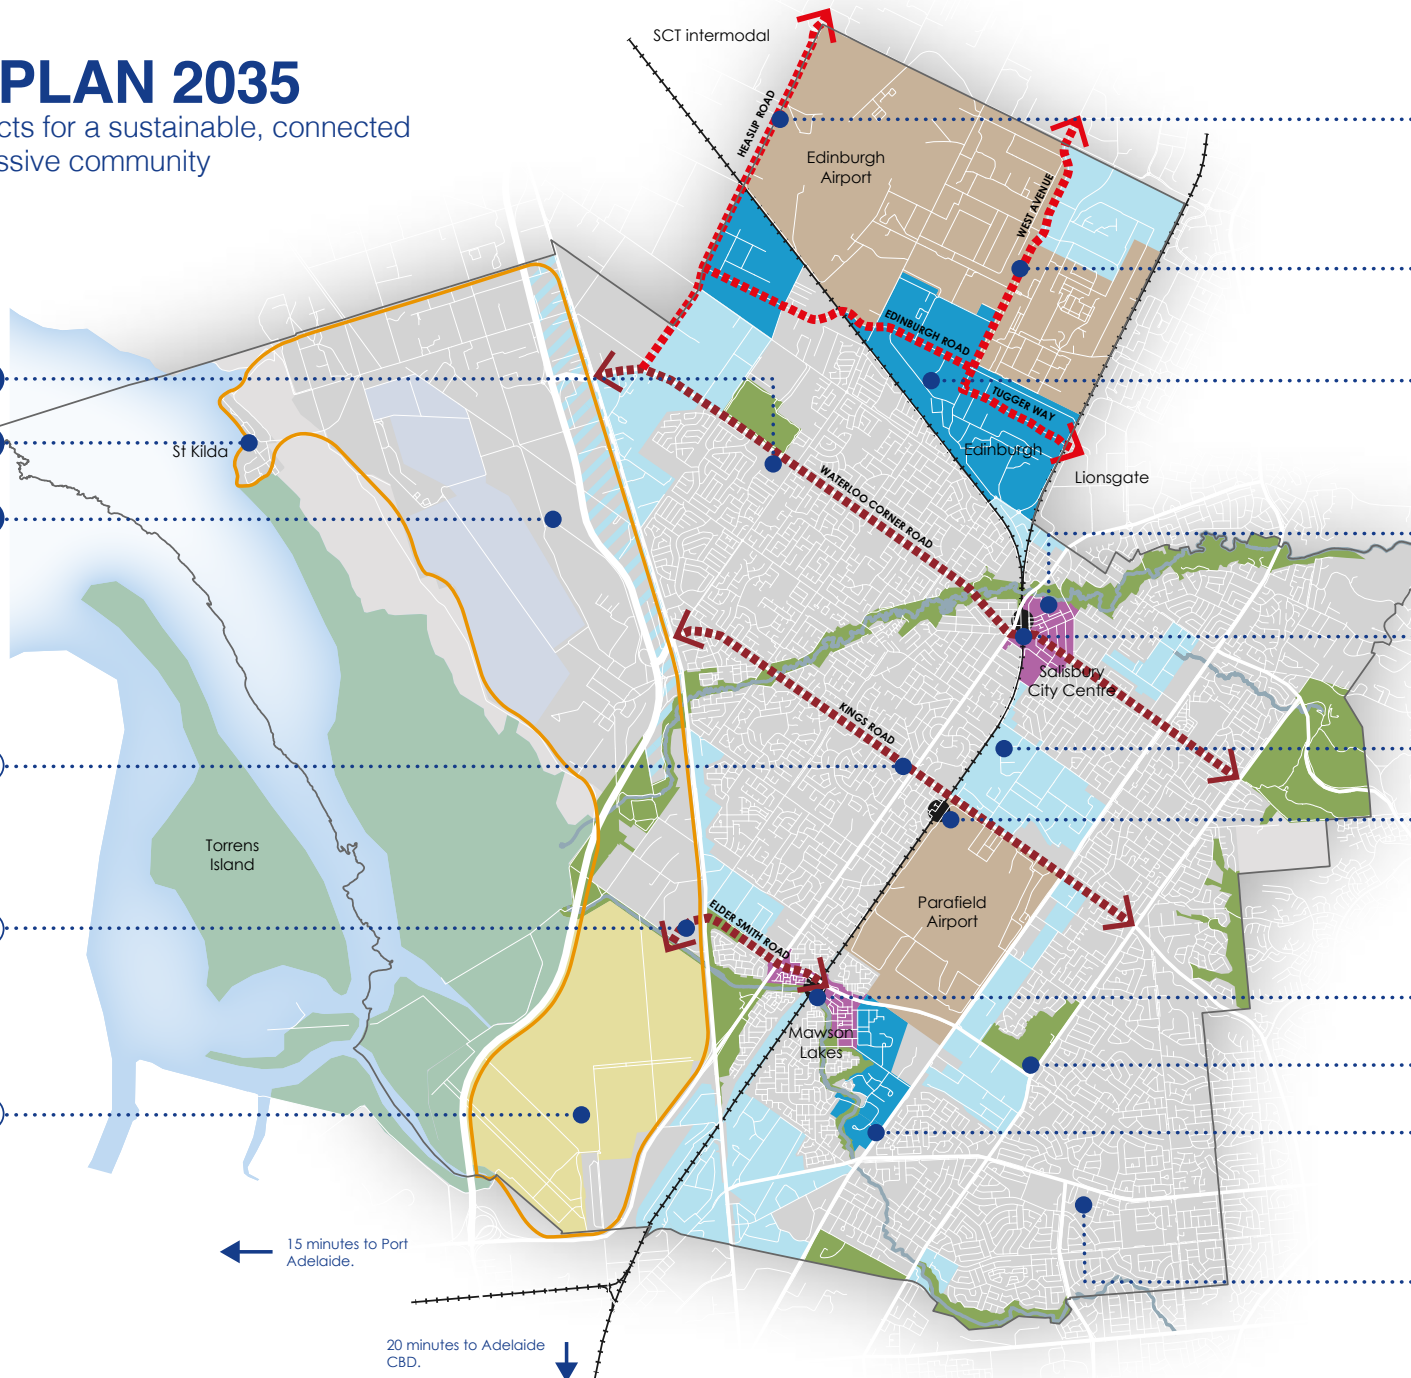 PLAN 2035
cts for a sustainable, connected
ssive community
SCT intermodal
HEASLIP ROAD
Edinburgh
Airport
WEST AVENUE
EDINBURGH ROAD
TUGGER WAY
Edinburgh
Lionsgate
St Kilda
WATERLOO CORNER ROAD
Salisbury
City Centre
KINGS ROAD
Torrens
Island
Parafield
Airport
ELDER SMITH ROAD
Mawson
Lakes
15 minutes to Port
Adelaide.
20 minutes to Adelaide
CBD.